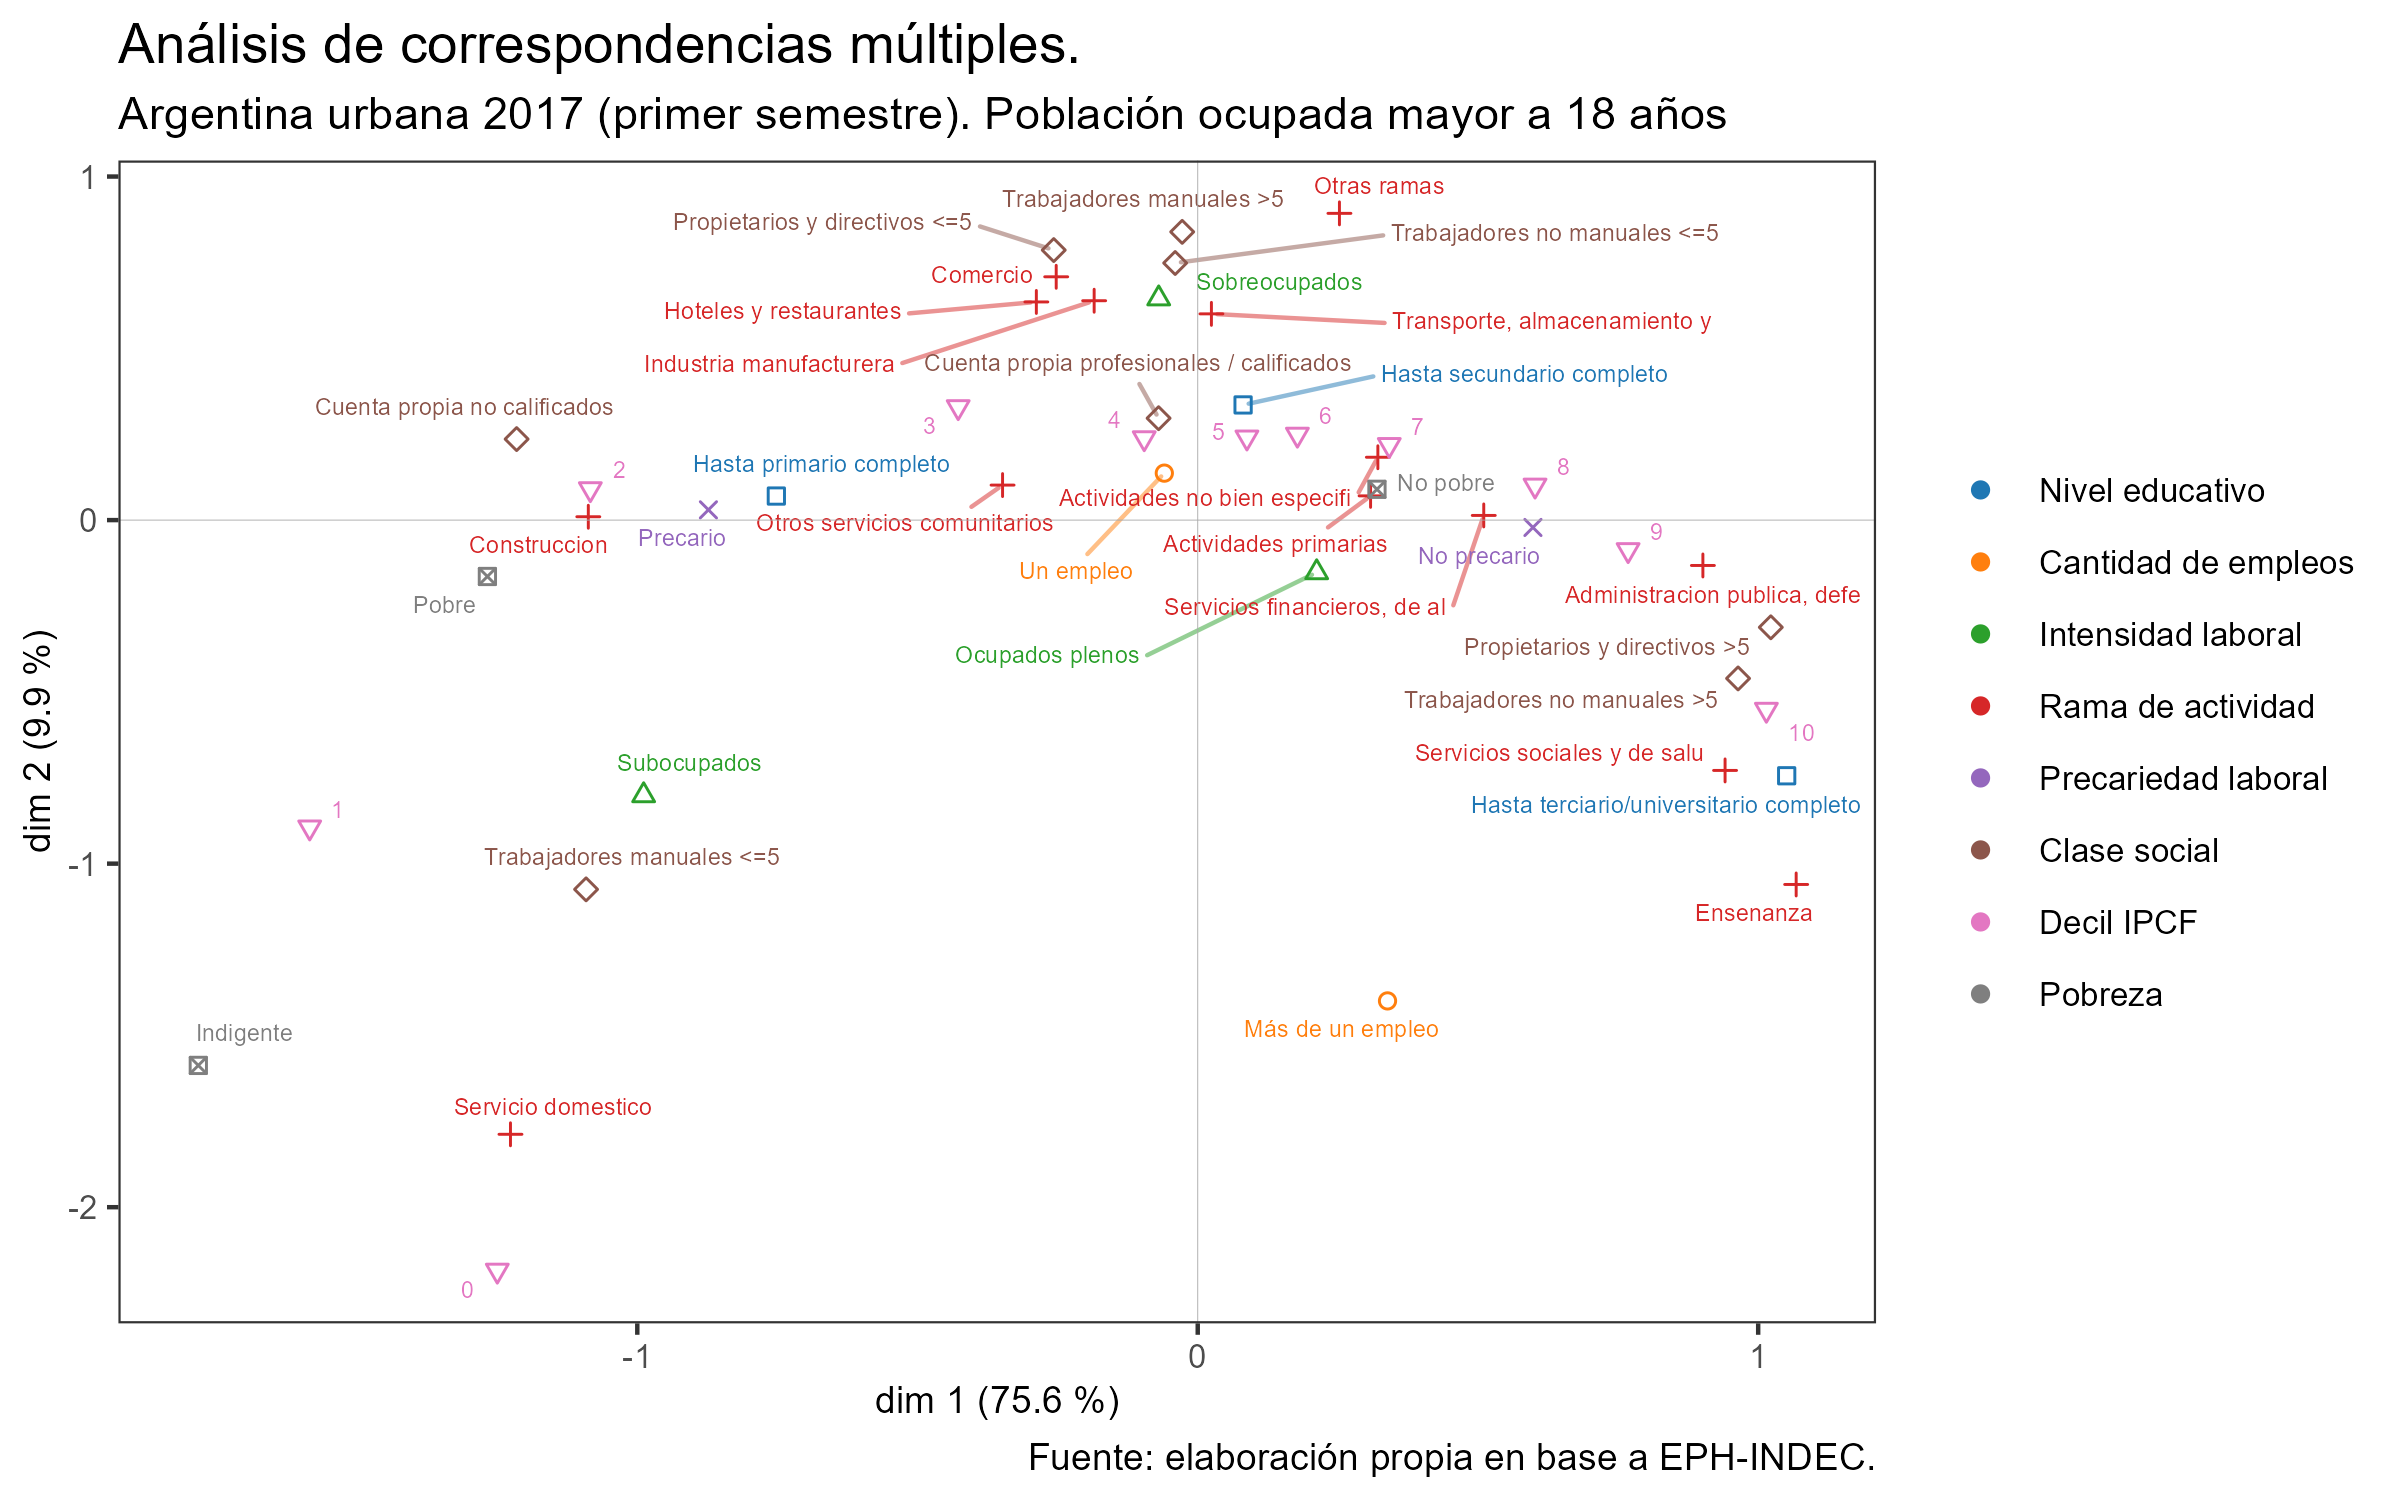 Análisis de correspondencias múltiples.
Argentina urbana 2017 (primer semestre). Población ocupada mayor a 18 años
1
0
-1
-2
dim 2 (9.9 %)
Otras ramas
Trabajadores manuales >5
Propietarios y directivos <=5
Trabajadores no manuales <=5
Comercio
Sobreocupados
Hoteles y restaurantes
Transporte, almacenamiento y
Industria manufacturera
Cuenta propia profesionales / calificados
Hasta secundario completo
Cuenta propia no calificados
3
4
5
6
7
2
Hasta primario completo
8
No pobre
Actividades no bien especifi
Otros servicios comunitarios
Precario
Construccion
Actividades primarias
No precario
9
Un empleo
Pobre
Servicios financieros, de al
Administracion publica, defe
Ocupados plenos
Propietarios y directivos >5
Trabajadores no manuales >5
10
Servicios sociales y de salu
Subocupados
Hasta terciario/universitario completo
1
Trabajadores manuales <=5
Ensenanza
Más de un empleo
Indigente
Servicio domestico
0
-1
0
1
dim 1 (75.6 %)
Nivel educativo
Cantidad de empleos
Intensidad laboral
Rama de actividad
Precariedad laboral
Clase social
Decil IPCF
Pobreza
Fuente: elaboración propia en base a EPH-INDEC.